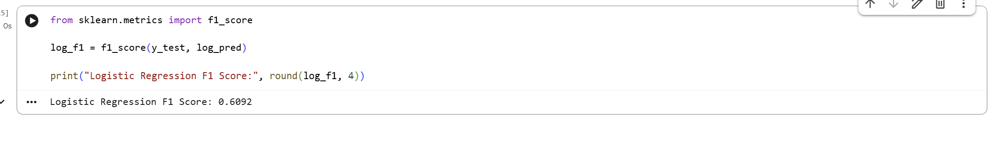 5]
0s
from sklearn.metrics import f1_score
log_f1 = f1_score(y_test, log_pred)
print("Logistic Regression F1 Score:", round(log_f1, 4))
Logistic Regression F1 Score: 0.6092